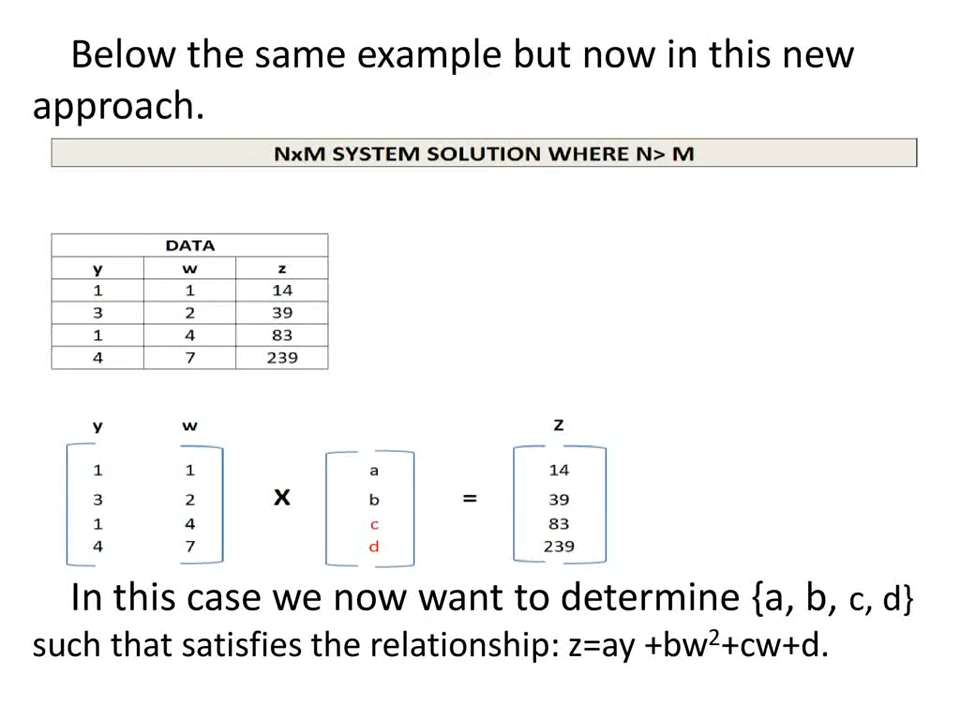 Below the same example but now in this new
approach.
NxM SYSTEM SOLUTION WHERE N> M
DATA
y w z
1 1 14
3 2 39
1 4 83
4 7 239
y w z
1 1 a 14
3 2 X b = 39
1 4 c 83
4 7 d 239
In this case we now want to determine {a, b, c, d}
such that satisfies the relationship: z=ay +bw²+cw+d.